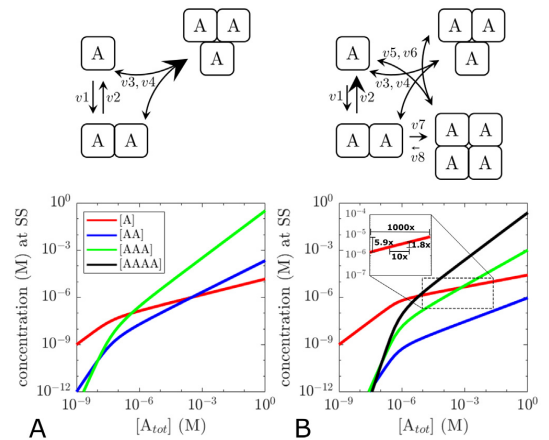 A A
A A
v3, v4
v1 v2
A A
A A
A A
v5, v6
v3, v4
v1 v2
v7
A A A A
v8
A A
concentration (M) at SS
10^0
10^-3
10^-6
10^-9
10^-12
[A]
[AA]
[AAA]
[AAAA]
10^-9 10^-6 10^-3 10^0
[A_tot] (M)
A
concentration (M) at SS
10^0
10^-3
10^-6
10^-9
10^-12
10^-4
1000x
5.9x 1.8x
10^-6
10x
10^-7
10^-9 10^-6 10^-3 10^0
[A_tot] (M)
B